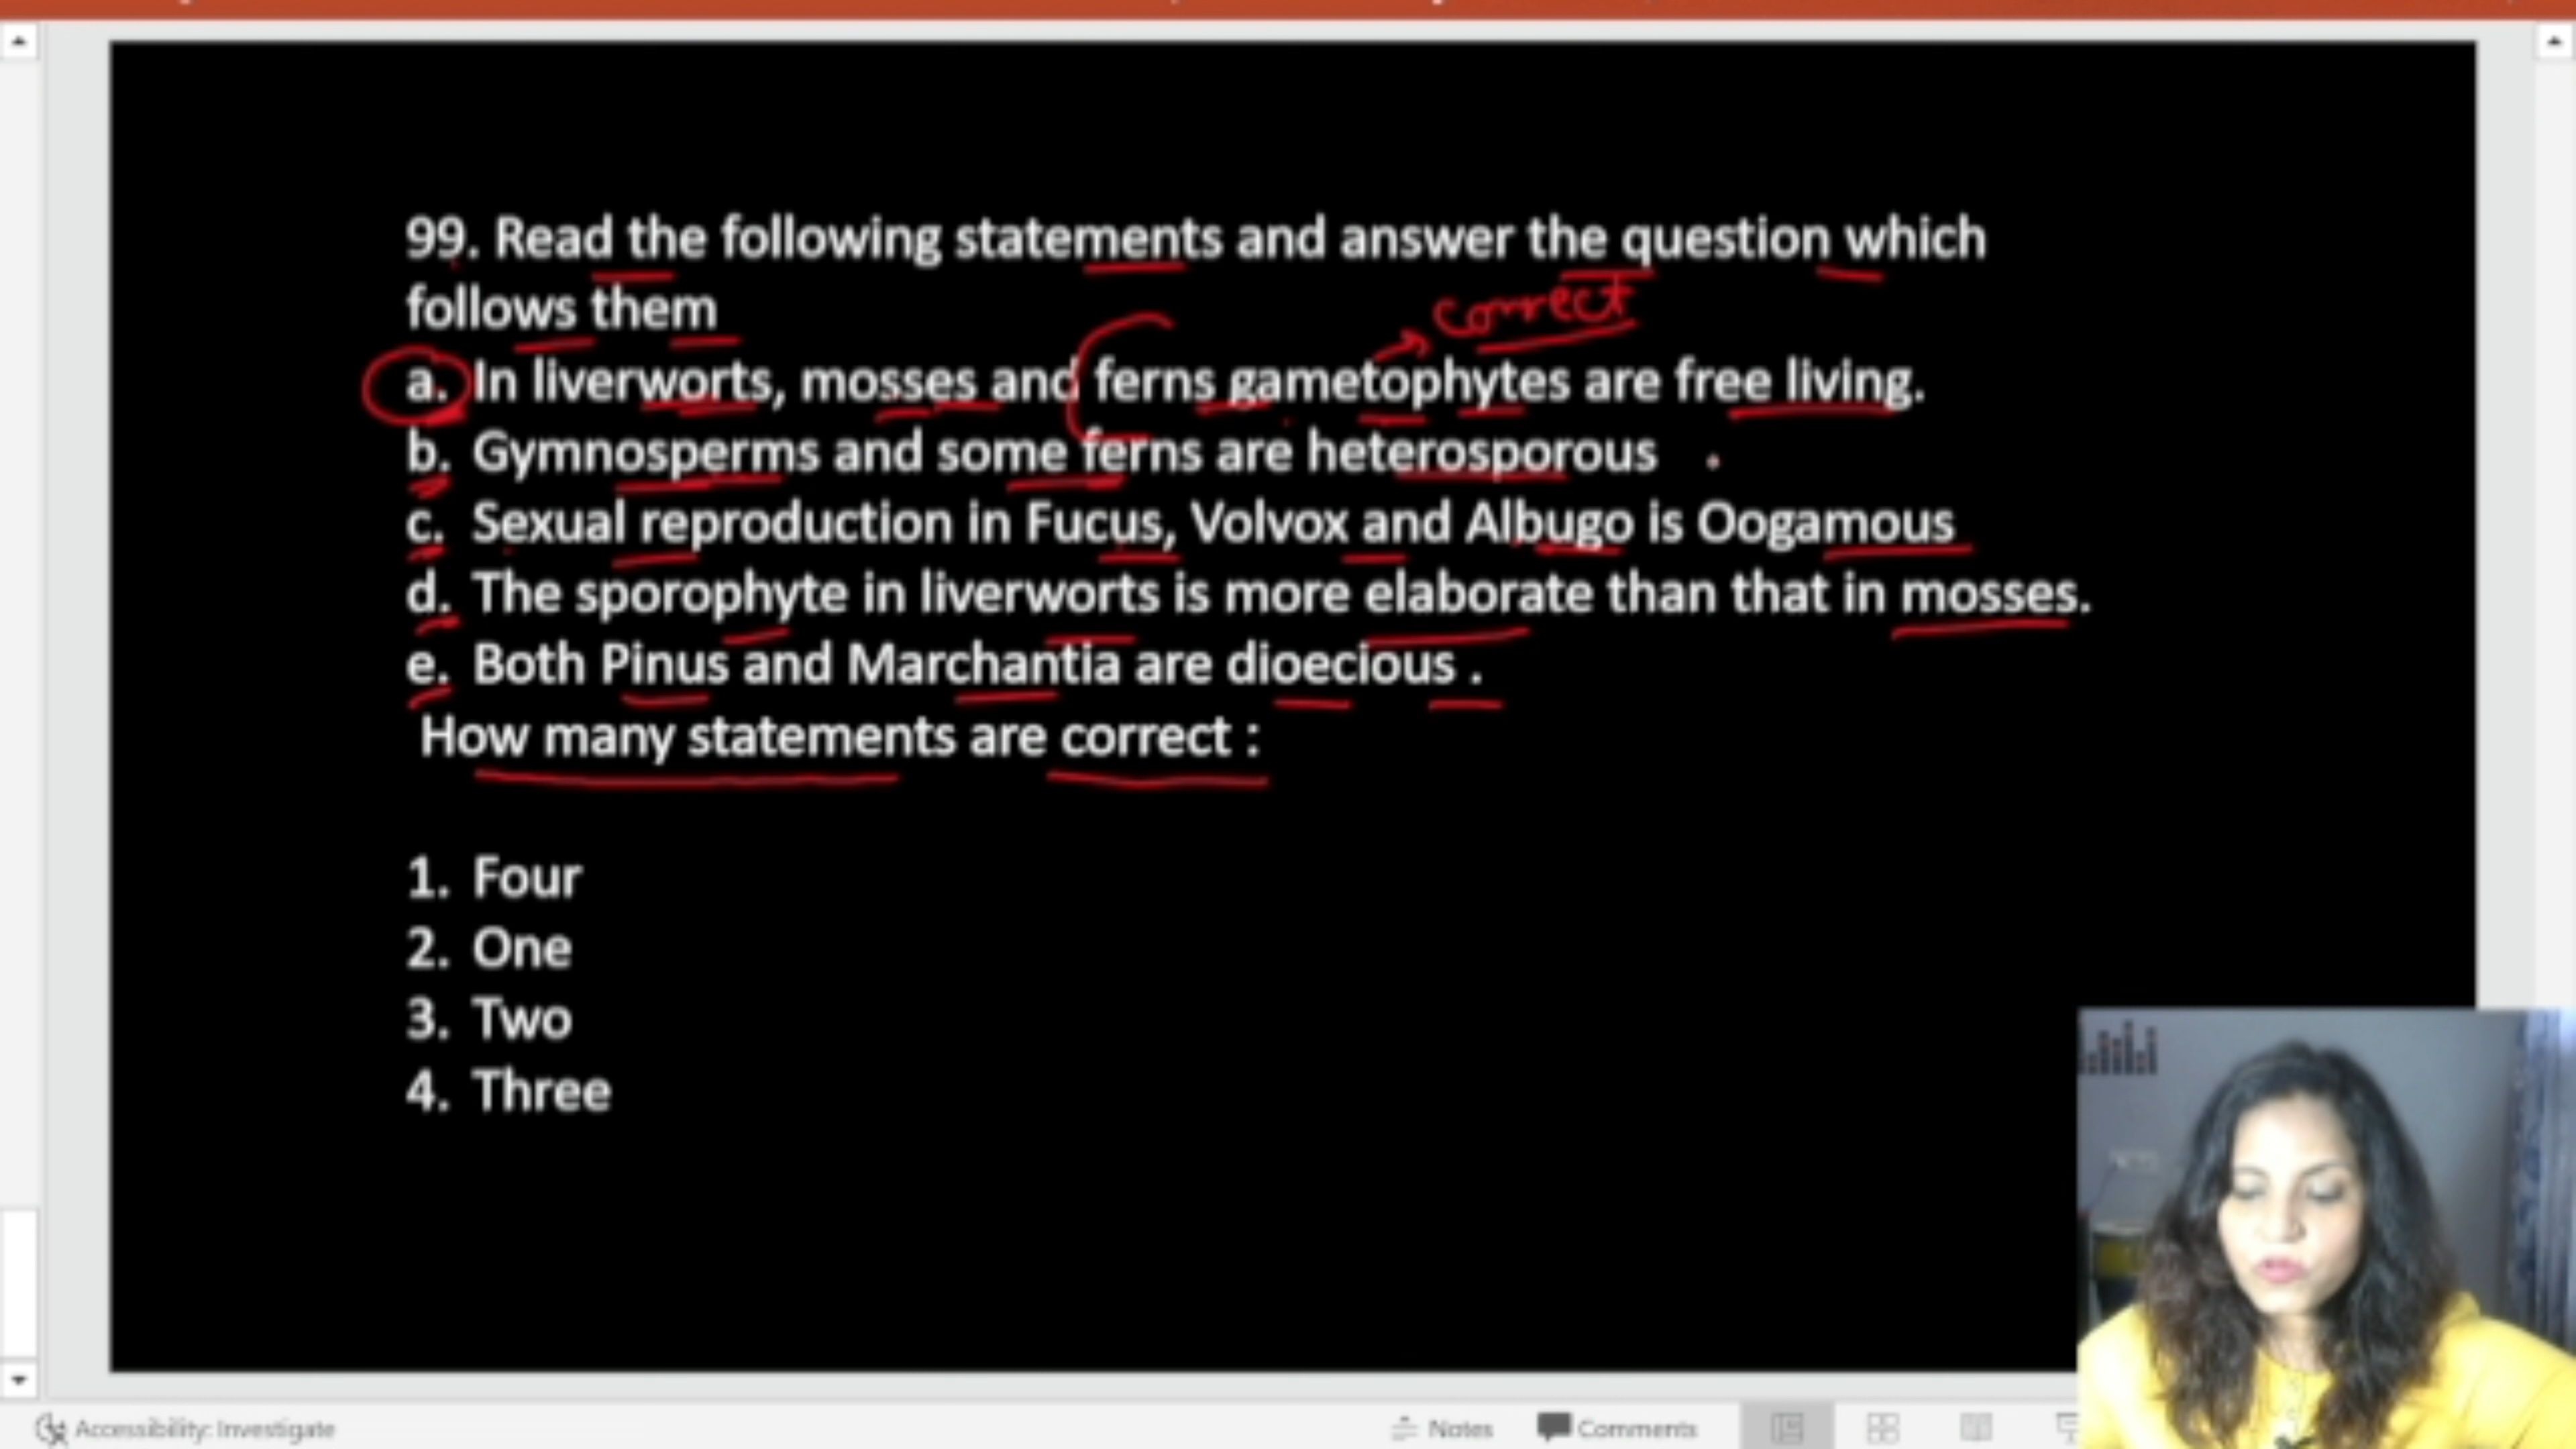 99. Read the following statements and answer the question which
follows them
correct
a. In liverworts, mosses and ferns gametophytes are free living.
b. Gymnosperms and some ferns are heterosporous
c. Sexual reproduction in Fucus, Volvox and Albugo is Oogamous
d. The sporophyte in liverworts is more elaborate than that in mosses.
e. Both Pinus and Marchantia are dioecious .
How many statements are correct :
1. Four
2. One
3. Two
4. Three
Accessibility: Investigate
Notes
Comments